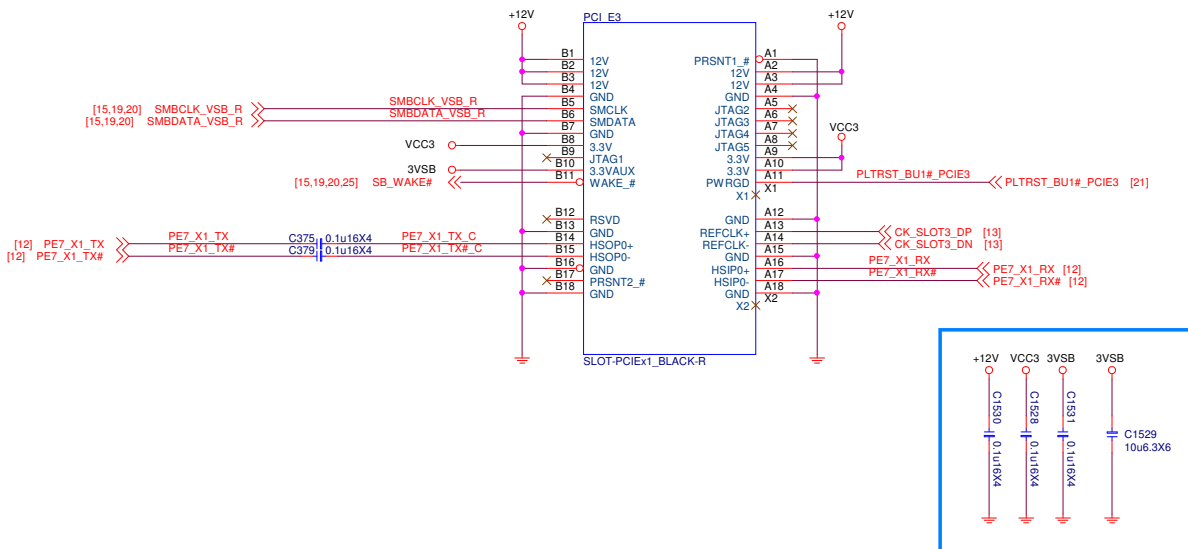 +12V
PCI_E3
+12V
B1 12V
B2 12V
B3 12V
B4 GND
B5 SMCLK
B6 SMDATA
B7 GND
B8 3.3V
B9 JTAG1
B10 3.3VAUX
B11 WAKE_#
B12 RSVD
B13 GND
B14 HSOP0+
B15 HSOP0-
B16 GND
B17 PRSNT2_#
B18 GND
PRSNT1_# A1
12V A2
12V A3
GND A4
JTAG2 A5
JTAG3 A6
JTAG4 A7
JTAG5 A8
3.3V A9
3.3V A10
PWRGD A11
X1 X1
GND A12
REFCLK+ A13
REFCLK- A14
GND A15
HSIP0+ A16
HSIP0- A17
GND A18
X2 X2
SLOT-PCIEx1_BLACK-R
[15,19,20] SMBCLK_VSB_R SMBCLK_VSB_R
[15,19,20] SMBDATA_VSB_R SMBDATA_VSB_R
VCC3
3VSB
[15,19,20,25] SB_WAKE#
[12] PE7_X1_TX PE7_X1_TX C375 0.1u16X4 PE7_X1_TX_C
[12] PE7_X1_TX# PE7_X1_TX# C379 0.1u16X4 PE7_X1_TX#_C
VCC3
PLTRST_BU1#_PCIE3 PLTRST_BU1#_PCIE3 [21]
CK_SLOT3_DP [13]
CK_SLOT3_DN [13]
PE7_X1_RX PE7_X1_RX [12]
PE7_X1_RX# PE7_X1_RX# [12]
+12V VCC3 3VSB 3VSB
C1530 0.1u16X4
C1528 0.1u16X4
C1531 0.1u16X4
C1529
10u6.3X6